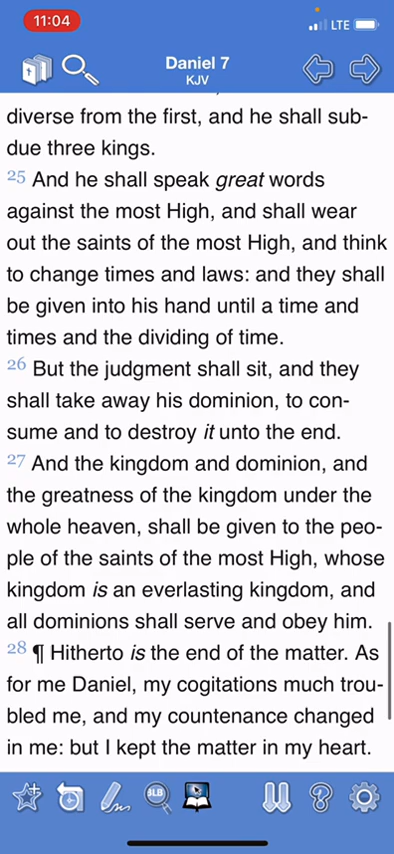 11:04
LTE
Daniel 7
KJV
diverse from the first, and he shall sub-
due three kings.
25 And he shall speak great words
against the most High, and shall wear
out the saints of the most High, and think
to change times and laws: and they shall
be given into his hand until a time and
times and the dividing of time.
26 But the judgment shall sit, and they
shall take away his dominion, to con-
sume and to destroy it unto the end.
27 And the kingdom and dominion, and
the greatness of the kingdom under the
whole heaven, shall be given to the peo-
ple of the saints of the most High, whose
kingdom is an everlasting kingdom, and
all dominions shall serve and obey him.
28 ¶ Hitherto is the end of the matter. As
for me Daniel, my cogitations much trou-
bled me, and my countenance changed
in me: but I kept the matter in my heart.
BLB
?